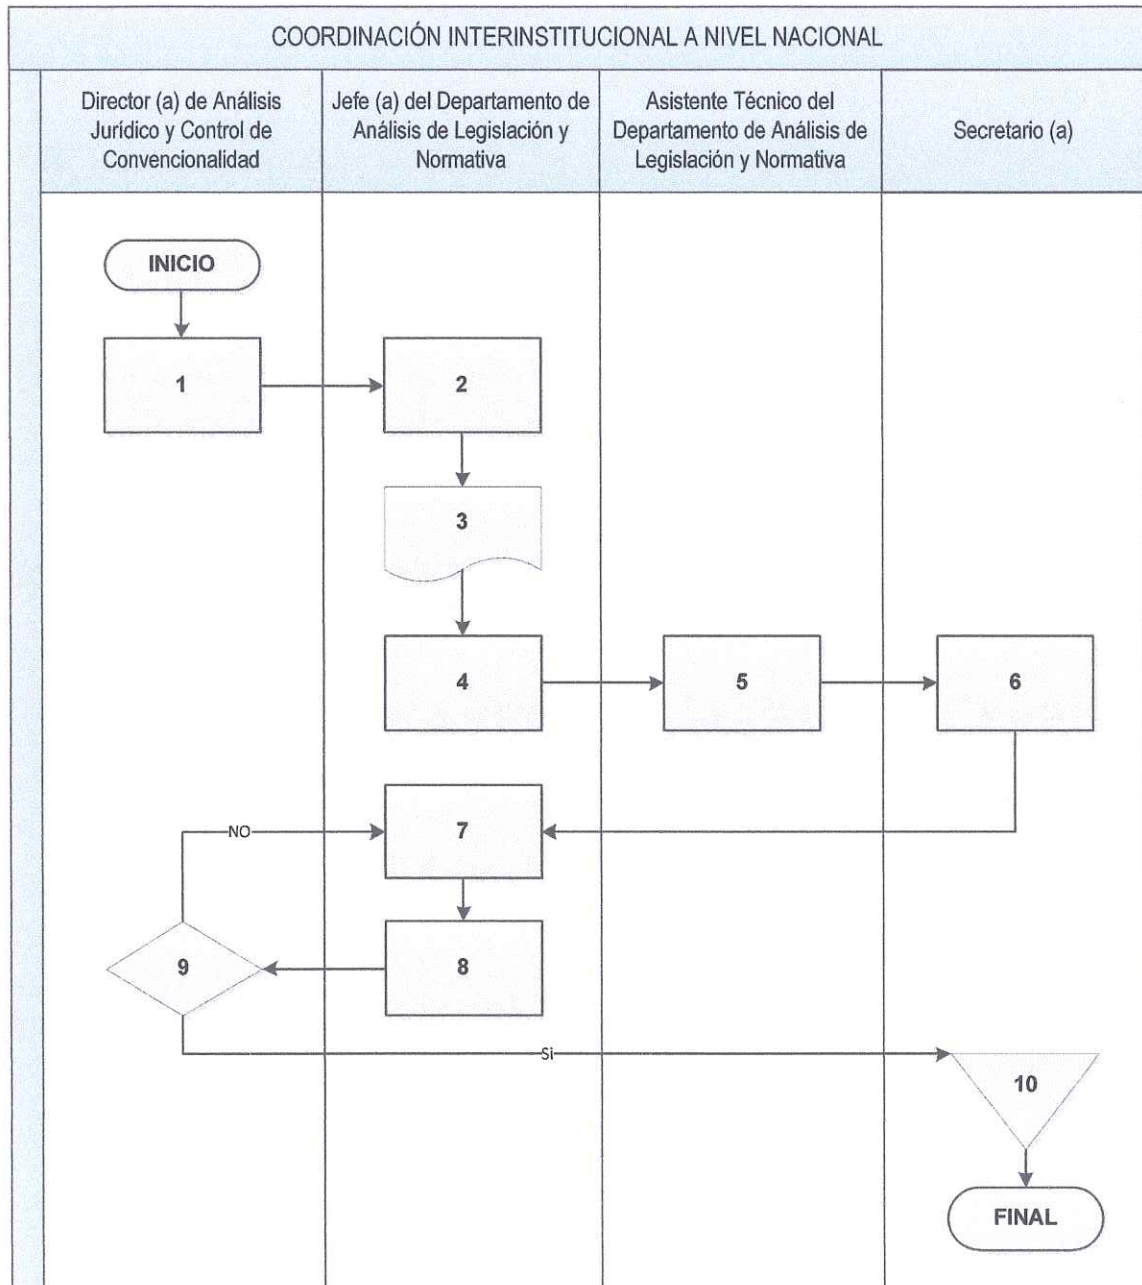 COORDINACIÓN INTERINSTITUCIONAL A NIVEL NACIONAL
Director (a) de Análisis
Jurídico y Control de
Convencionalidad
Jefe (a) del Departamento de
Análisis de Legislación y
Normativa
Asistente Técnico del
Departamento de Análisis de
Legislación y Normativa
Secretario (a)
INICIO
1
2
3
4
5
6
NO
7
9
8
Si
10
FINAL